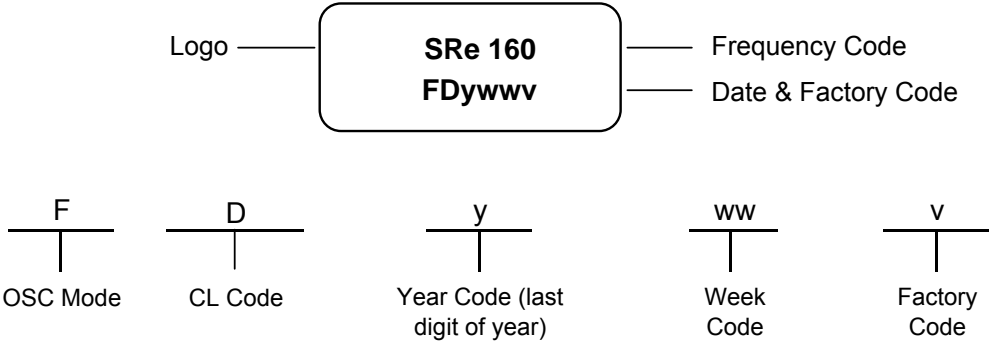 Logo
SRe 160
Frequency Code
FDywwv
Date & Factory Code
F
D
y
ww
v
OSC Mode
CL Code
Year Code (last
digit of year)
Week
Code
Factory
Code